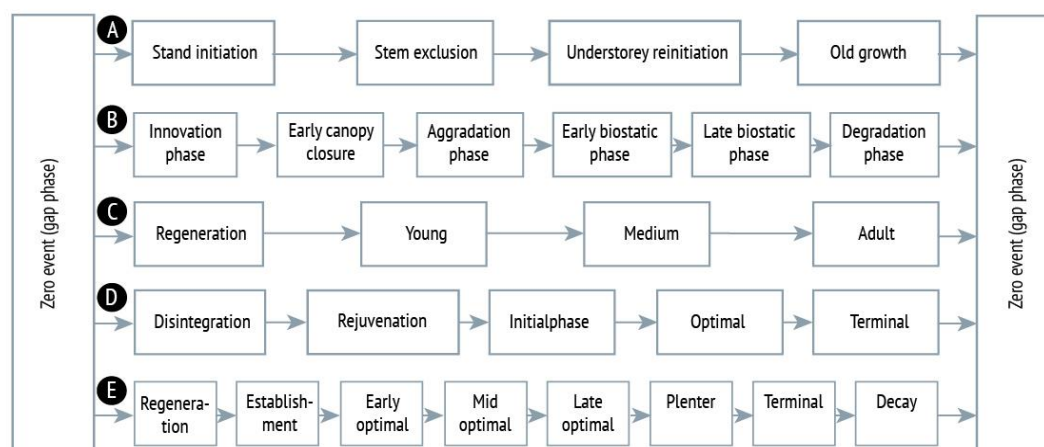 Zero event (gap phase)
A
Stand initiation
Stem exclusion
Understorey reinitiation
Old growth
B
Innovation
phase
Early canopy
closure
Aggradation
phase
Early biostatic
phase
Late biostatic
phase
Degradation
phase
C
Regeneration
Young
Medium
Adult
D
Disintegration
Rejuvenation
Initialphase
Optimal
Terminal
E
Regenera-
tion
Establish-
ment
Early
optimal
Mid
optimal
Late
optimal
Plenter
Terminal
Decay
Zero event (gap phase)